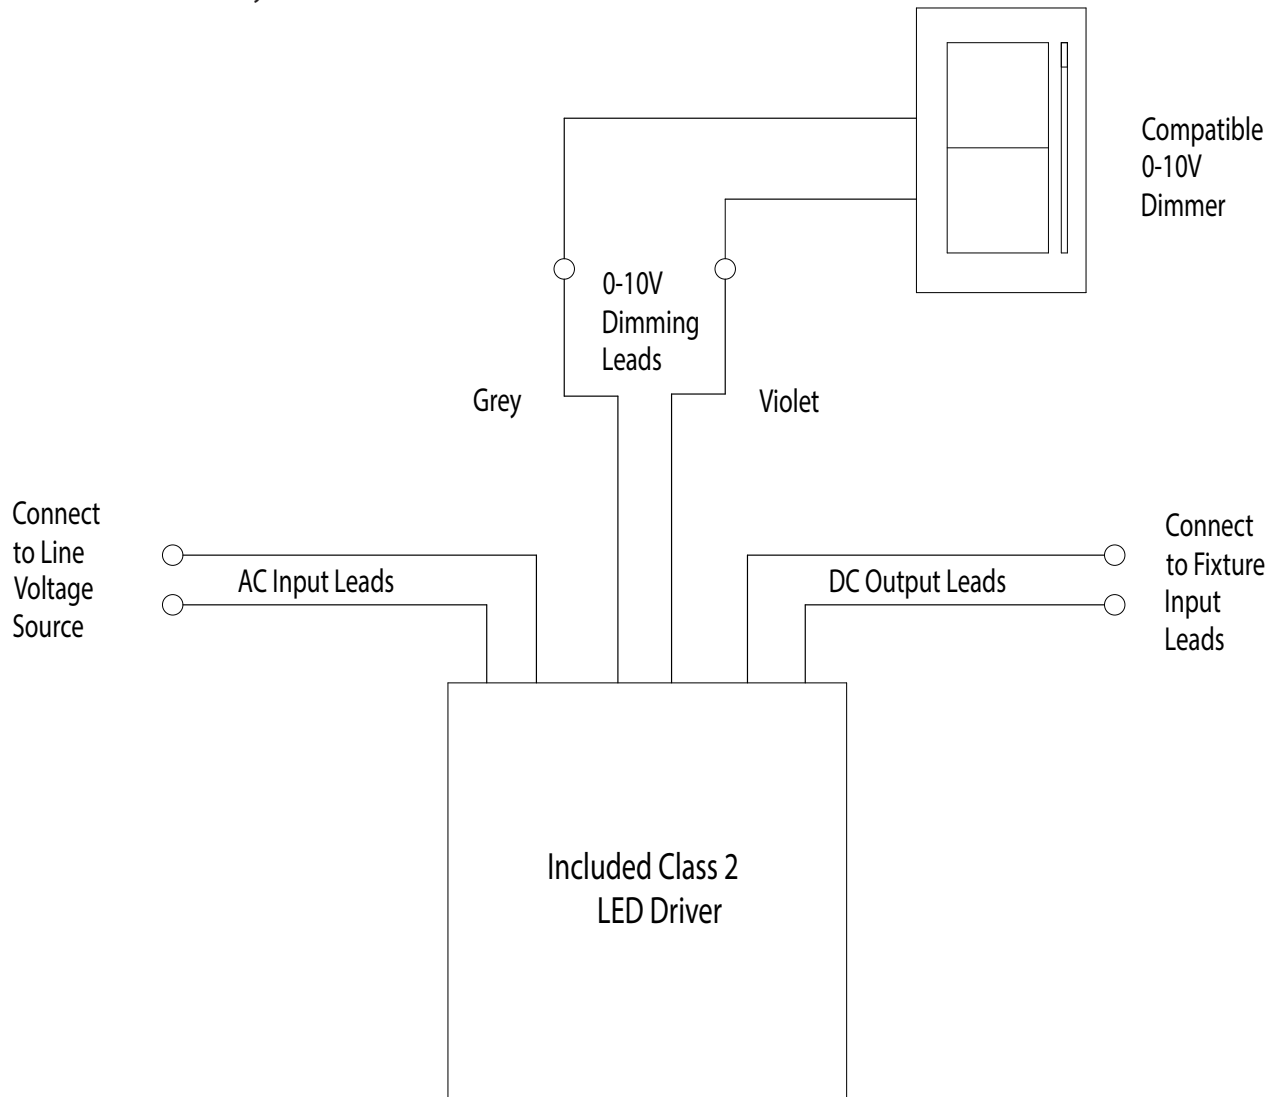 Compatible
0-10V
Dimmer
0-10V
Dimming
Leads
Grey
Violet
Connect
to Line
Voltage
Source
AC Input Leads
DC Output Leads
Connect
to Fixture
Input
Leads
Included Class 2
LED Driver